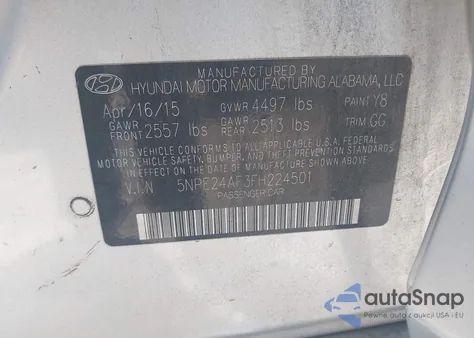 MANUFACTURED BY
HYUNDAI MOTOR MANUFACTURING ALABAMA, LLC
Apr/16/15 GVWR 4497 lbs PAINT Y8
GAWR FRONT 2557 lbs GAWR REAR 2513 lbs TRIM GG
THIS VEHICLE CONFORMS TO ALL APPLICABLE U.S.A FEDERAL
MOTOR VEHICLE SAFETY, BUMPER, AND THEFT PREVENTION
STANDARDS IN EFFECT ON THE DATE OF MANUFACTURE
SHOWN ABOVE.
V.I.N 5NPE24AF3FH224501
PASSENGER CAR
autoSnap
Pewne auta z aukcji USA i EU